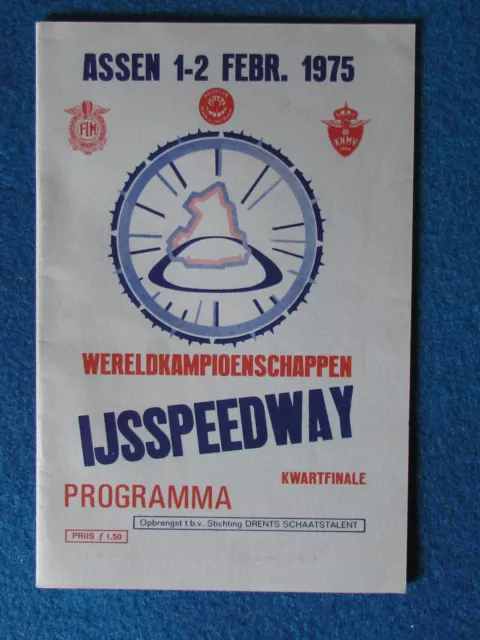 ASSEN 1-2 FEBR. 1975
FIM
KNMV
WERELDKAMPIOENSCHAPPEN
IJSSPEEDWAY
KWARTFINALE
PROGRAMMA
Opbrengst t.b.v. Stichting DRENTS SCHAATSTALENT
PRIJS ƒ 1,50